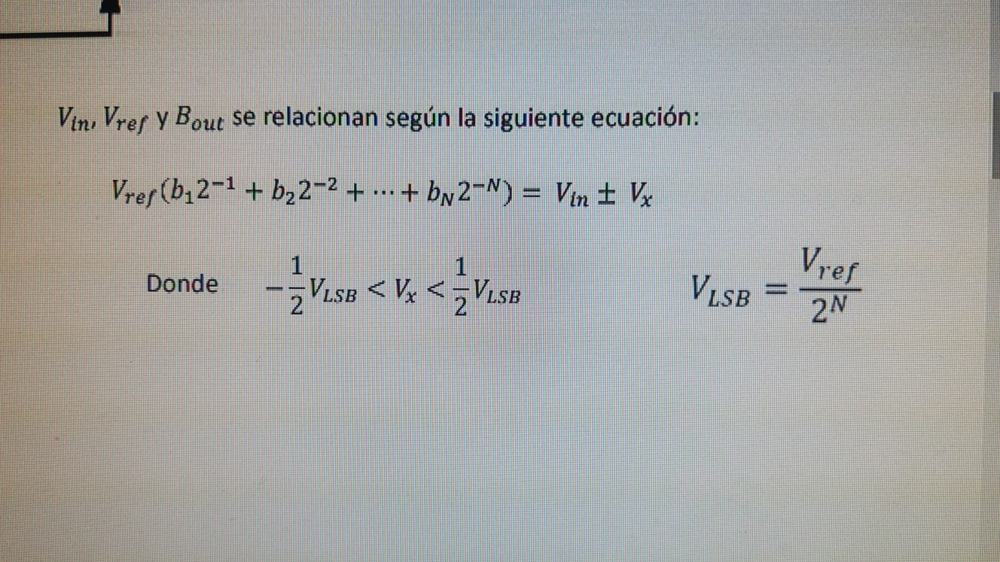 V_in, V_ref y B_out se relacionan según la siguiente ecuación:
V_ref(b_1 2^-1 + b_2 2^-2 + ⋯ + b_N 2^-N) = V_in ± V_x
Donde -1/2 V_LSB < V_x < 1/2 V_LSB V_LSB = V_ref / 2^N